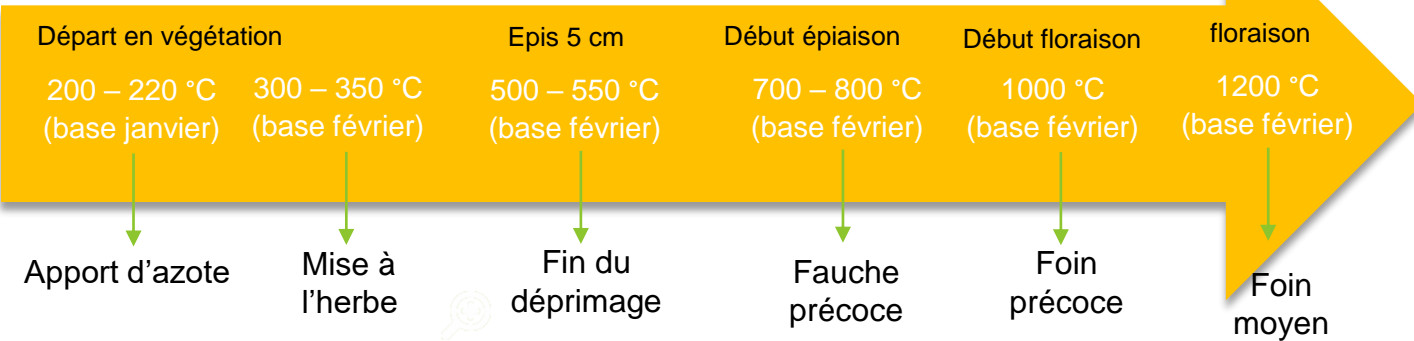 Départ en végétation
Epis 5 cm
Début épiaison
Début floraison
floraison
200 – 220 °C
(base janvier)
300 – 350 °C
(base février)
500 – 550 °C
(base février)
700 – 800 °C
(base février)
1000 °C
(base février)
1200 °C
(base février)
Apport d’azote
Mise à
l’herbe
Fin du
déprimage
Fauche
précoce
Foin
précoce
Foin
moyen